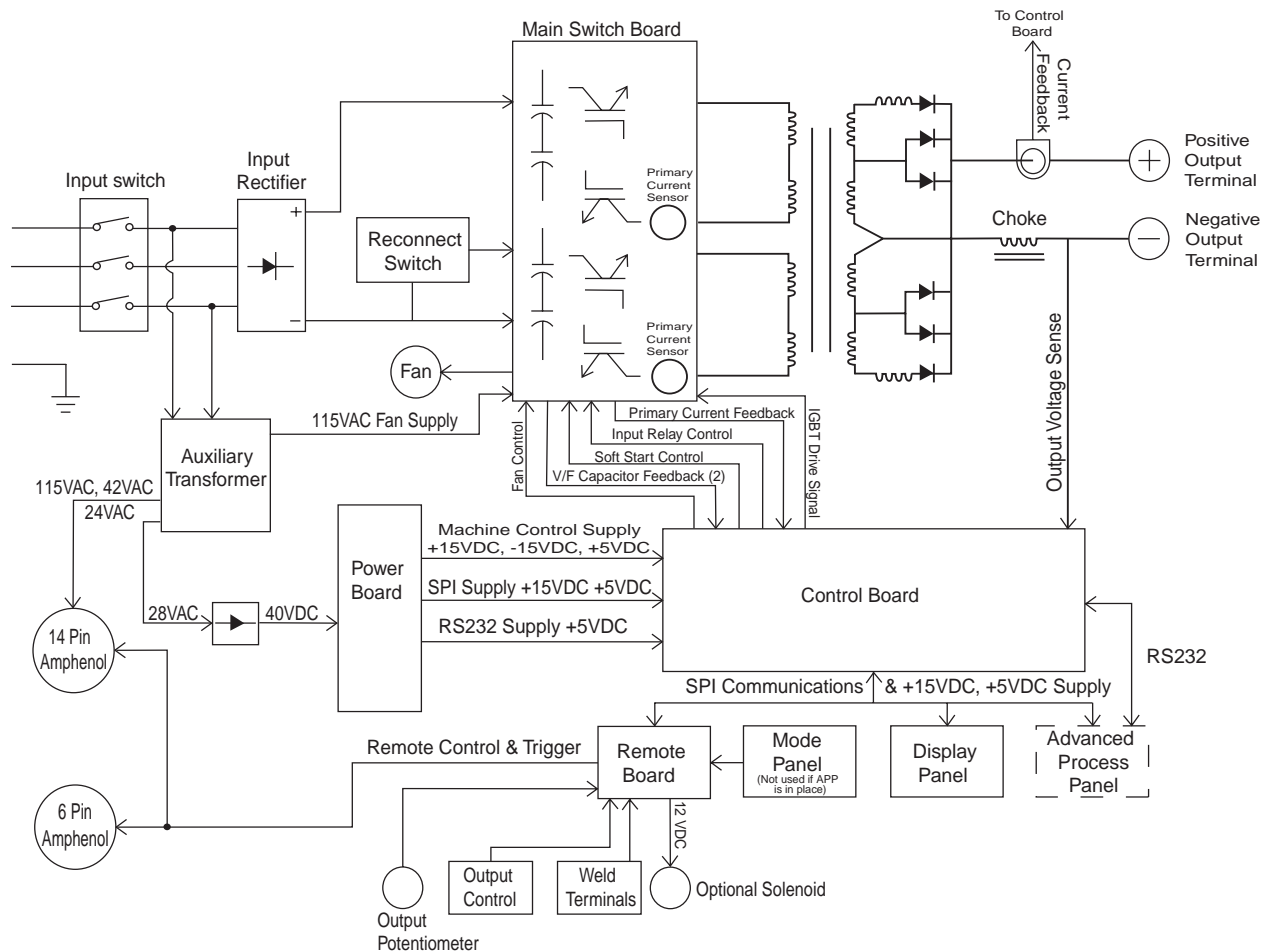 To Control
Board
Current
Feedback
Main Switch Board
Positive
Output
Terminal
Input switch
Input
Rectifier
+
Primary
Current
Sensor
+
Reconnect
Switch
Choke
Negative
Output
Terminal
−
−
Primary
Current
Sensor
Fan
115VAC Fan Supply
Auxiliary
Transformer
Fan Control
Primary Current Feedback
Input Relay Control
Soft Start Control
V/F Capacitor Feedback (2)
IGBT Drive Signal
Output Voltage Sense
115VAC, 42VAC
24VAC
Machine Control Supply
+15VDC, -15VDC, +5VDC
Power
Board
SPI Supply +15VDC +5VDC
Control Board
28VAC
40VDC
RS232 Supply +5VDC
14 Pin
Amphenol
RS232
SPI Communications & +15VDC, +5VDC Supply
Remote Control & Trigger
Remote
Board
Mode
Panel
(Not used if APP
is in place)
Display
Panel
Advanced
Process
Panel
6 Pin
Amphenol
12 VDC
Output
Control
Weld
Terminals
Optional Solenoid
Output
Potentiometer